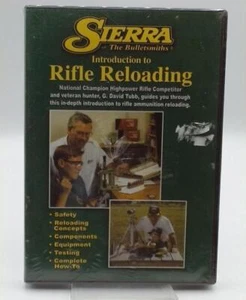 SIERRA
The Bulletsmiths
Introduction to
Rifle Reloading
National Champion Highpower Rifle Competitor
and veteran hunter, G. David Tubb, guides you through
this in-depth introduction to rifle ammunition reloading.
• Safety
• Reloading
Concepts
• Components
• Equipment
• Testing
• Complete
How-To